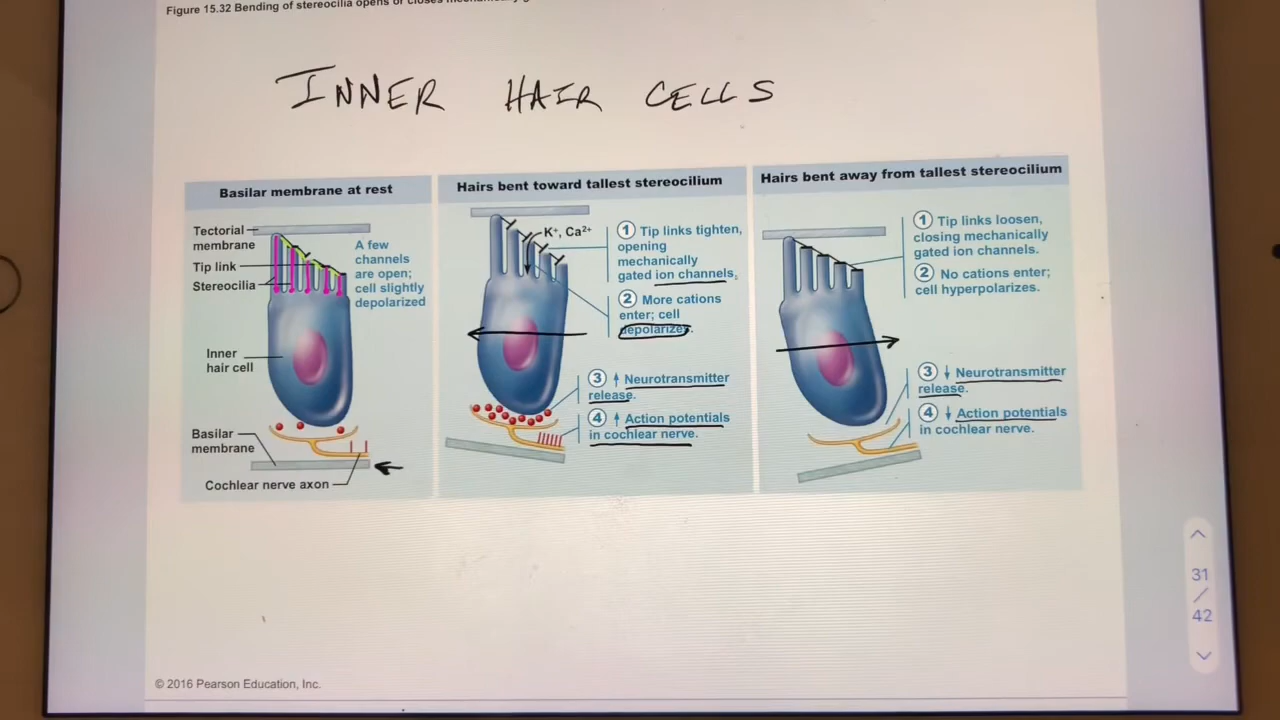 Figure 15.32 Bending of stereocilia opens or closes
INNER HAIR CELLS
Basilar membrane at rest
Tectorial
membrane
Tip link
Stereocilia
A few
channels
are open;
cell slightly
depolarized
Inner
hair cell
Basilar
membrane
Cochlear nerve axon
Hairs bent toward tallest stereocilium
K+, Ca2+
1 Tip links tighten,
opening
mechanically
gated ion channels.
2 More cations
enter; cell
depolarizes.
3 ↑ Neurotransmitter
release.
4 ↑ Action potentials
in cochlear nerve.
Hairs bent away from tallest stereocilium
1 Tip links loosen,
closing mechanically
gated ion channels.
2 No cations enter;
cell hyperpolarizes.
3 ↓ Neurotransmitter
release.
4 ↓ Action potentials
in cochlear nerve.
31
/
42
© 2016 Pearson Education, Inc.